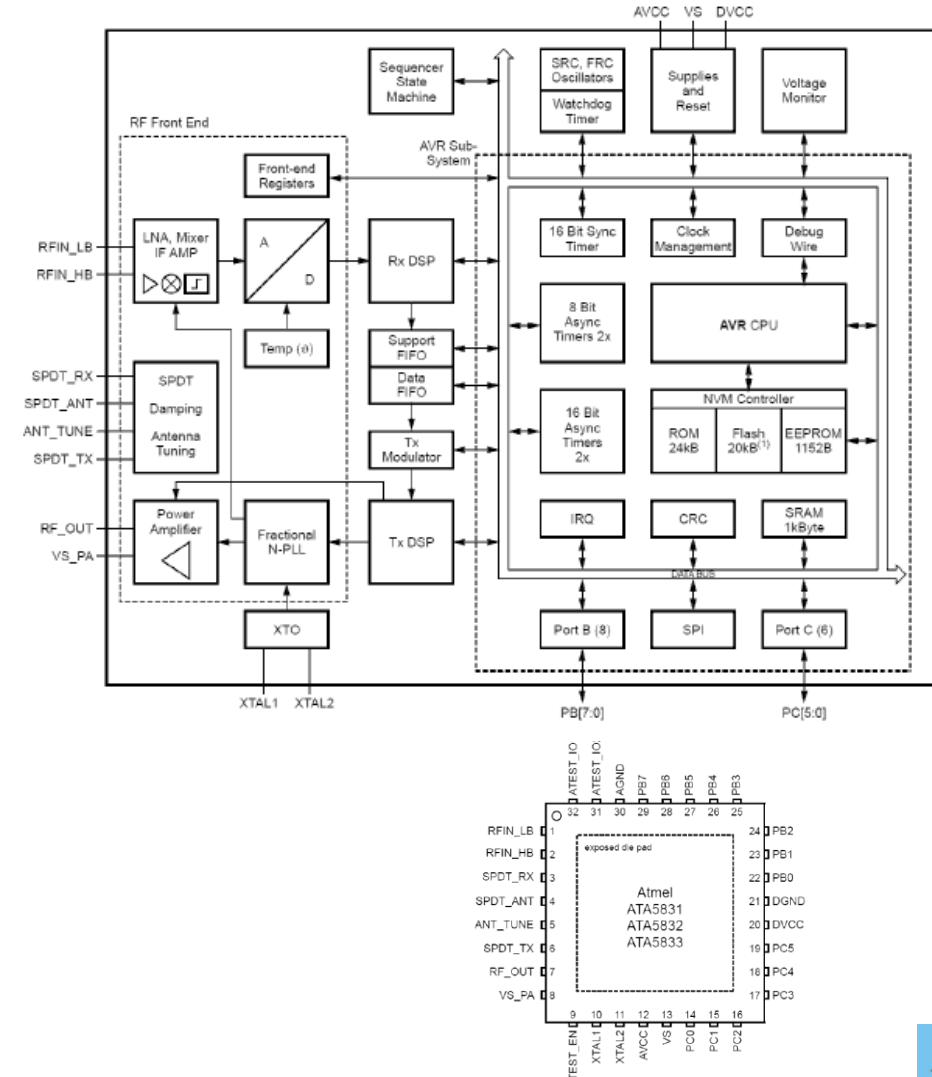 AVCC VS DVCC
Sequencer
State
Machine
SRC, FRC
Oscillators
Watchdog
Timer
Supplies
and
Reset
Voltage
Monitor
RF Front End
AVR Sub-
System
Front-end
Registers
RFIN_LB
RFIN_HB
LNA, Mixer
IF AMP
A
D
Rx DSP
16 Bit Sync
Timer
Clock
Management
Debug
Wire
Temp (ϑ)
Support
FIFO
Data
FIFO
8 Bit
Async
Timers 2x
AVR CPU
SPDT_RX
SPDT_ANT
ANT_TUNE
SPDT_TX
SPDT
Damping
Antenna
Tuning
Tx
Modulator
16 Bit
Async
Timers
2x
NVM Controller
ROM
24kB
Flash
20kB(1)
EEPROM
1152B
RF_OUT
VS_PA
Power
Amplifier
Fractional
N-PLL
Tx DSP
IRQ
CRC
SRAM
1kByte
DATA BUS
XTO
Port B (8)
SPI
Port C (6)
XTAL1 XTAL2
PB[7:0]
PC[5:0]
ATEST_IO
ATEST_IO
AGND
PB7
PB6
PB5
PB4
PB3
32 31 30 29 28 27 26 25
RFIN_LB 1
RFIN_HB 2
SPDT_RX 3
SPDT_ANT 4
ANT_TUNE 5
SPDT_TX 6
RF_OUT 7
VS_PA 8
exposed die pad
Atmel
ATA5831
ATA5832
ATA5833
24 PB2
23 PB1
22 PB0
21 DGND
20 DVCC
19 PC5
18 PC4
17 PC3
9 10 11 12 13 14 15 16
TEST_EN
XTAL1
XTAL2
AVCC
VS
PC0
PC1
PC2